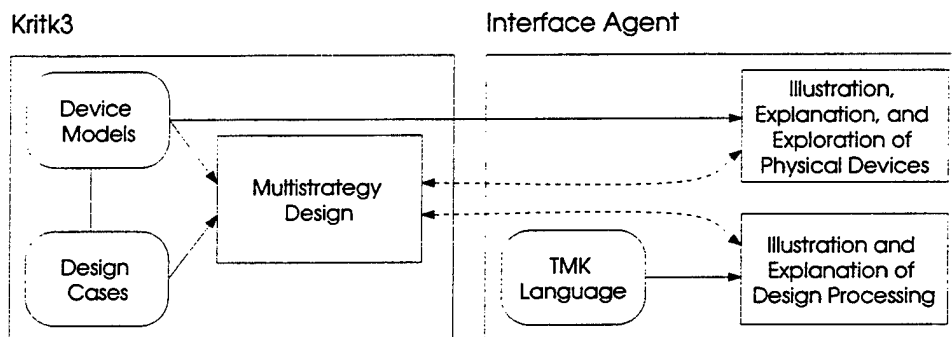 Kritk3
Interface Agent
Device
Models
Multistrategy
Design
Design
Cases
Illustration,
Explanation, and
Exploration of
Physical Devices
TMK
Language
Illustration and
Explanation of
Design Processing